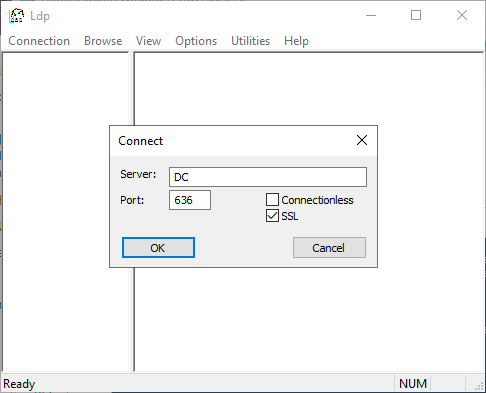 Ldp
Connection Browse View Options Utilities Help
Connect
Server: DC
Port: 636 Connectionless
SSL
OK Cancel
Ready NUM